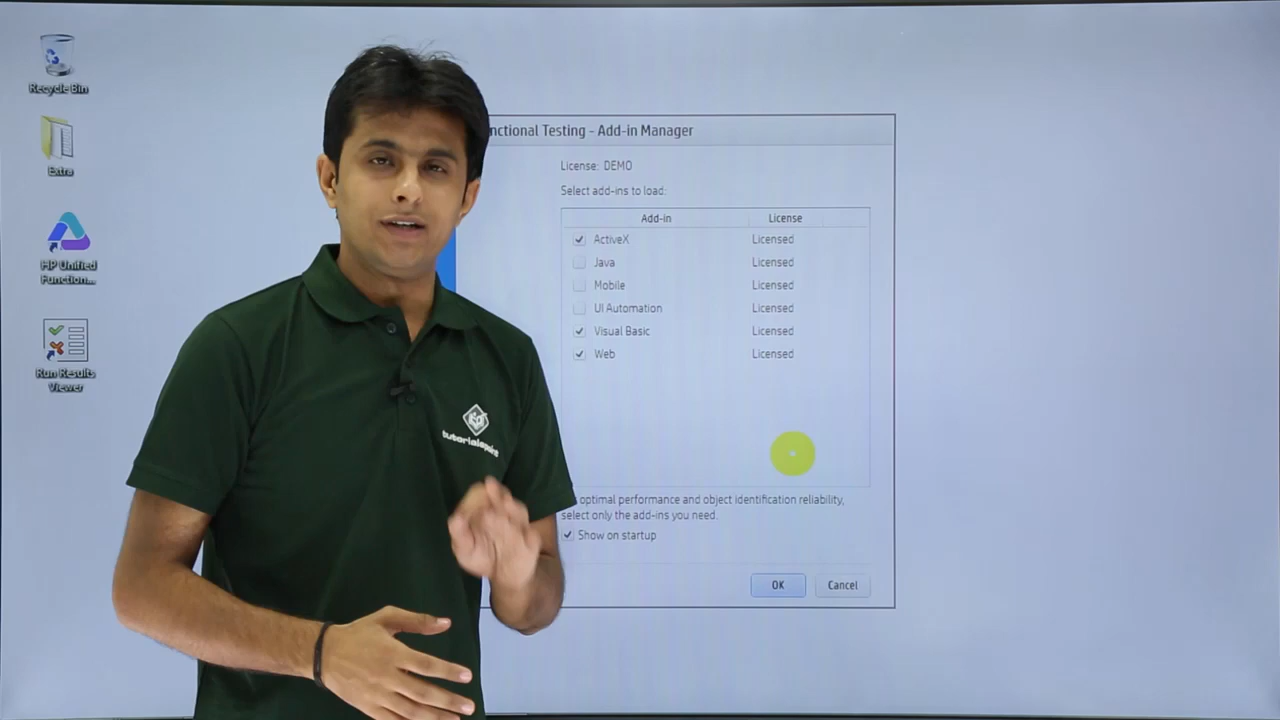 Recycle Bin
Extra
HP Unified
Function...
Run Results
Viewer
tutorialspoint
nctional Testing - Add-in Manager
License: DEMO
Select add-ins to load:
Add-in License
ActiveX Licensed
Java Licensed
Mobile Licensed
UI Automation Licensed
Visual Basic Licensed
Web Licensed
optimal performance and object identification reliability,
select only the add-ins you need.
Show on startup
OK Cancel